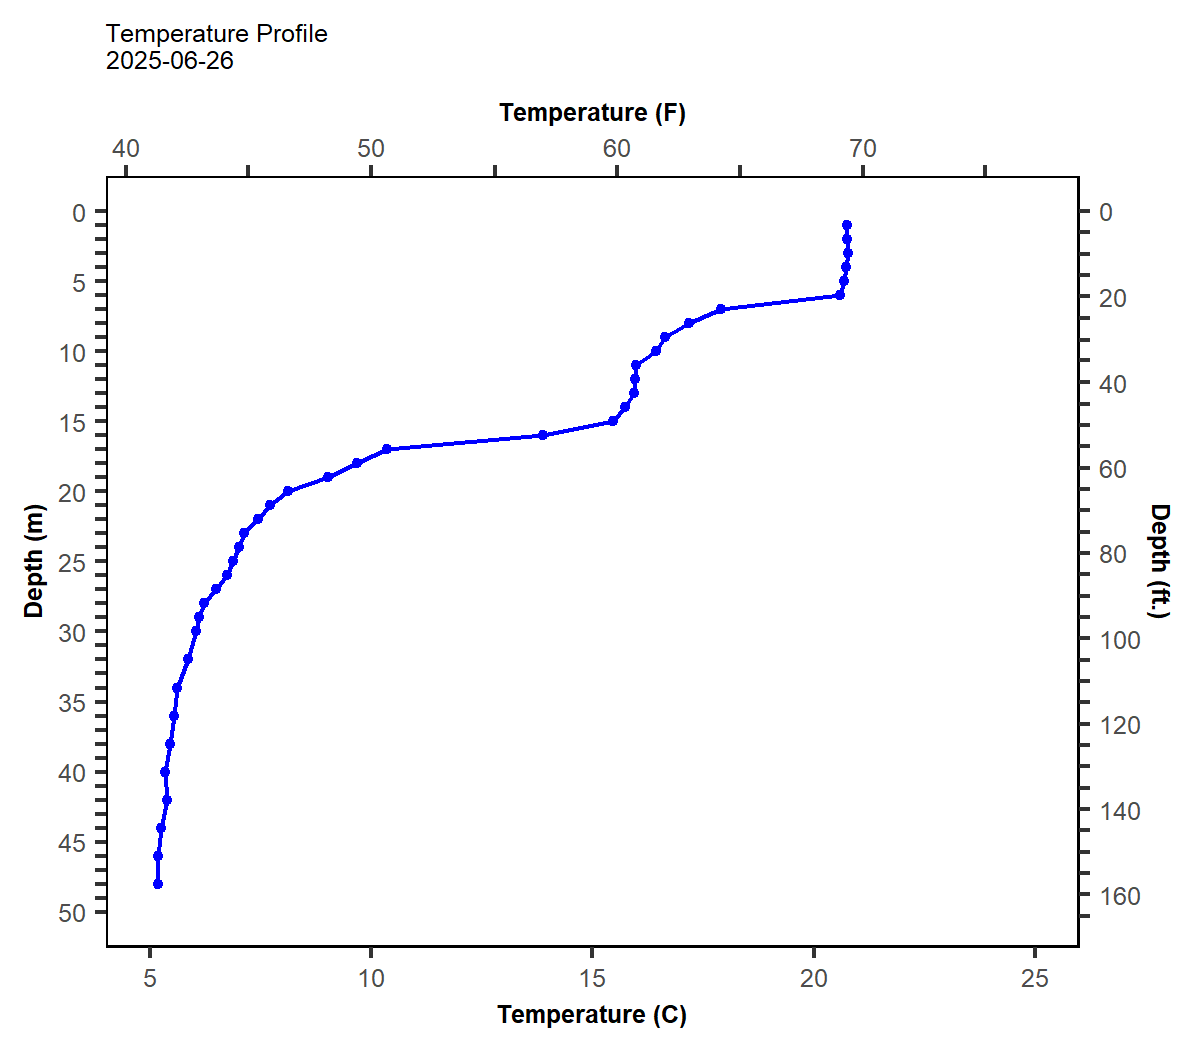 Temperature Profile
2025-06-26
Temperature (F)
40 50 60 70
0 0
5 20
10 40
15 60
20 80
25 100
30 120
35 140
40 160
45
50
Depth (m)
Depth (ft.)
5 10 15 20 25
Temperature (C)